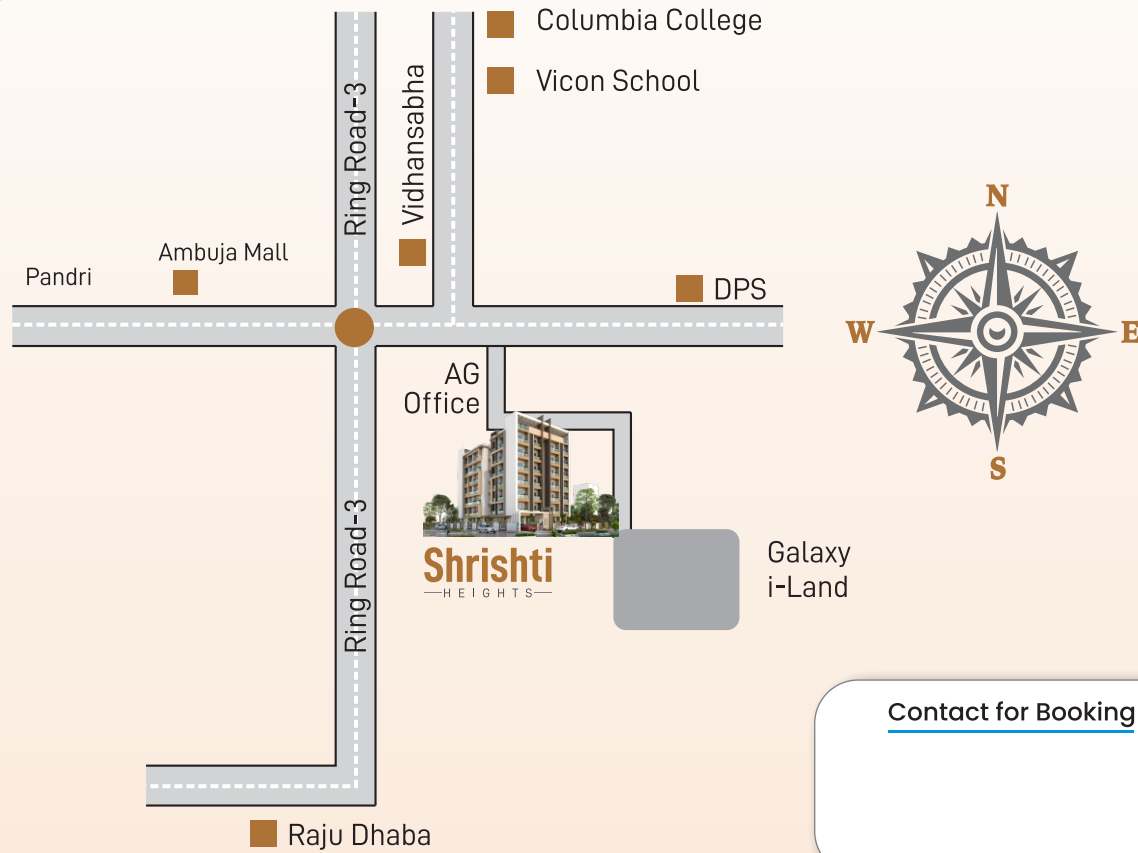 Columbia College
Vicon School
Ring Road-3
Vidhansabha
N
Ambuja Mall
Pandri
DPS
W
E
AG
Office
S
Ring Road-3
Shrishti
HEIGHTS
Galaxy
i-Land
Contact for Booking
Raju Dhaba